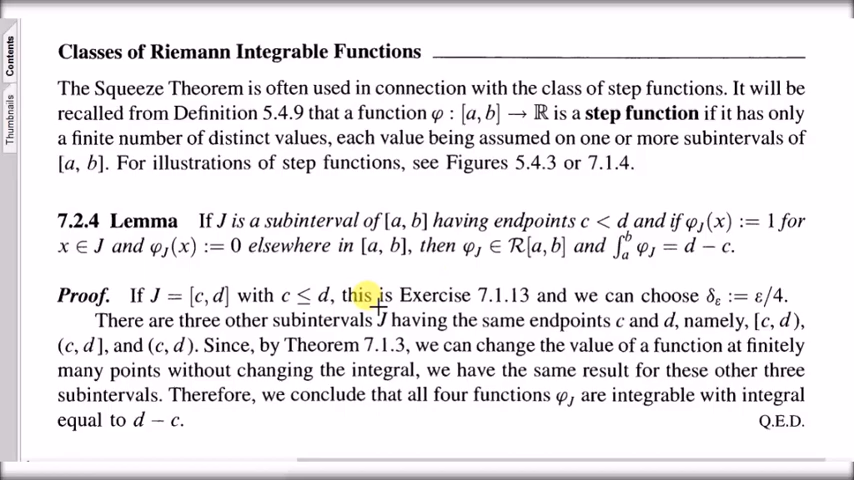 Contents
Thumbnails
Classes of Riemann Integrable Functions
The Squeeze Theorem is often used in connection with the class of step functions. It will be
recalled from Definition 5.4.9 that a function φ : [a, b] → ℝ is a step function if it has only
a finite number of distinct values, each value being assumed on one or more subintervals of
[a, b]. For illustrations of step functions, see Figures 5.4.3 or 7.1.4.
7.2.4 Lemma If J is a subinterval of [a, b] having endpoints c < d and if φ_J(x) := 1 for
x ∈ J and φ_J(x) := 0 elsewhere in [a, b], then φ_J ∈ ℛ[a, b] and ∫_a^b φ_J = d − c.
Proof. If J = [c, d] with c ≤ d, this is Exercise 7.1.13 and we can choose δ_ε := ε/4.
There are three other subintervals J having the same endpoints c and d, namely, [c, d),
(c, d], and (c, d). Since, by Theorem 7.1.3, we can change the value of a function at finitely
many points without changing the integral, we have the same result for these other three
subintervals. Therefore, we conclude that all four functions φ_J are integrable with integral
equal to d − c. Q.E.D.